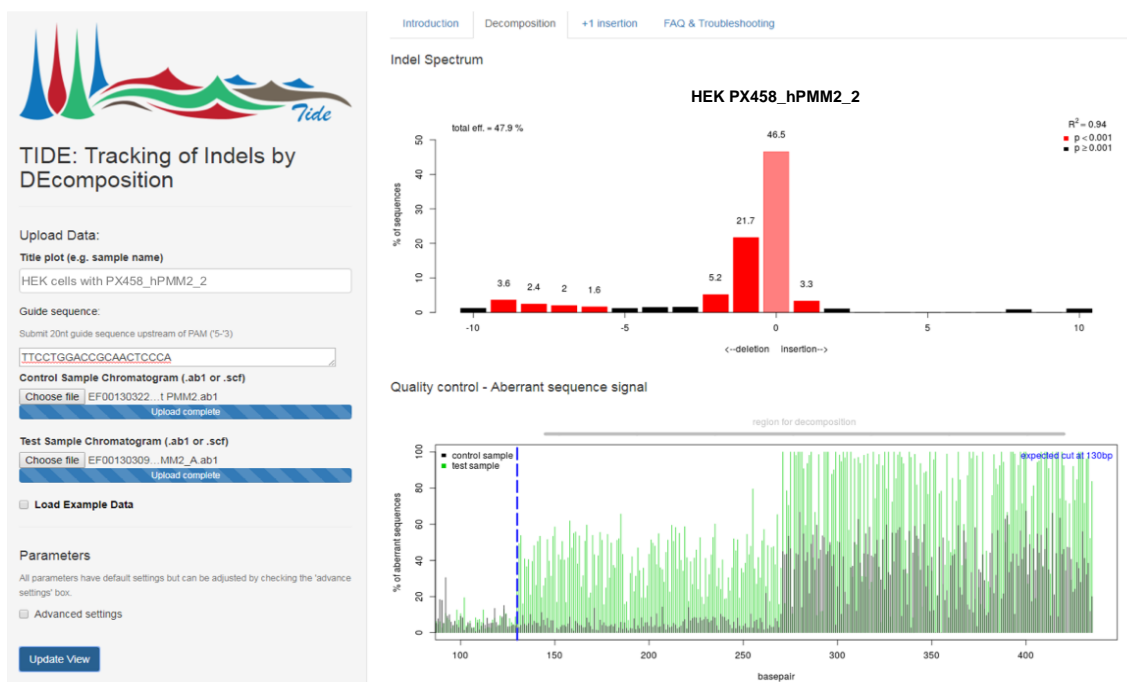 Tide
TIDE: Tracking of Indels by
DEcomposition
Upload Data:
Title plot (e.g. sample name)
HEK cells with PX458_hPMM2_2
Guide sequence:
Submit 20nt guide sequence upstream of PAM ('5-'3)
TTCCTGGACCGCAACTCCCA
Control Sample Chromatogram (.ab1 or .scf)
Choose file EF00130322...t PMM2.ab1
Upload complete
Test Sample Chromatogram (.ab1 or .scf)
Choose file EF00130309...MM2_A.ab1
Upload complete
Load Example Data
Parameters
All parameters have default settings but can be adjusted by checking the 'advance
settings' box.
Advanced settings
Update View
Introduction Decomposition +1 insertion FAQ & Troubleshooting
Indel Spectrum
HEK PX458_hPMM2_2
total eff. = 47.9 %
R² = 0.94
p < 0.001
p ≥ 0.001
% of sequences
50
40
30
20
10
0
3.6 2.4 2 1.6 5.2 21.7 46.5 3.3
-10 -5 0 5 10
<--deletion insertion-->
Quality control - Aberrant sequence signal
region for decomposition
control sample
test sample
expected cut at 130bp
% of aberrant sequences
100
80
60
40
20
0
100 150 200 250 300 350 400
basepair